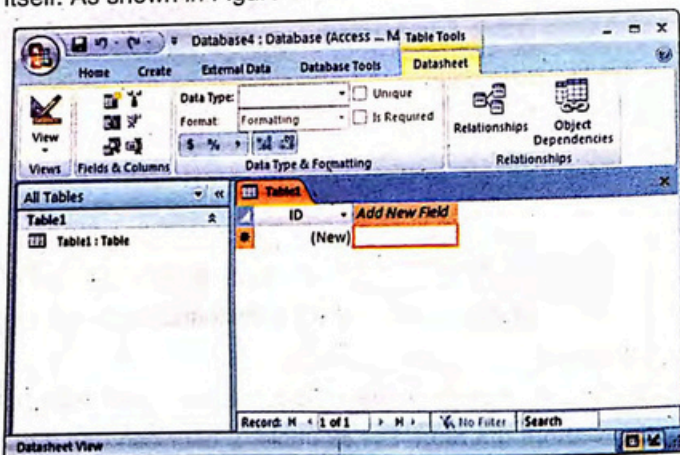 itself. As shown in Figure
Database4 : Database (Access – M Table Tools
Home Create External Data Database Tools Datasheet
Data Type: Unique
Format: Formatting Is Required
View
$ % ,
Relationships Object
Dependencies
Views Fields & Columns Data Type & Formatting Relationships
All Tables
Table1
Table1
Table1 : Table
ID Add New Field
(New)
Record: 1 of 1 No Filter Search
Datasheet View